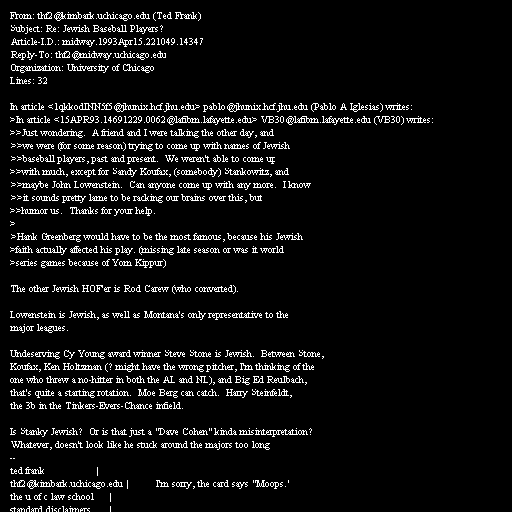 From: thf2@kimbark.uchicago.edu (Ted Frank)
Subject: Re: Jewish Baseball Players?
Article-I.D.: midway.1993Apr15.221049.14347
Reply-To: thf2@midway.uchicago.edu
Organization: University of Chicago
Lines: 32

In article <1qkkodINN5f5@jhunix.hcf.jhu.edu> pablo@jhunix.hcf.jhu.edu (Pablo A Iglesias) writes:
>In article <15APR93.14691229.0062@lafibm.lafayette.edu> VB30@lafibm.lafayette.edu (VB30) writes:
>>Just wondering.  A friend and I were talking the other day, and
>>we were (for some reason) trying to come up with names of Jewish
>>baseball players, past and present.  We weren't able to come up
>>with much, except for Sandy Koufax, (somebody) Stankowitz, and
>>maybe John Lowenstein.  Can anyone come up with any more.  I know
>>it sounds pretty lame to be racking our brains over this, but
>>humor us.  Thanks for your help.
>
>Hank Greenberg would have to be the most famous, because his Jewish
>faith actually affected his play. (missing late season or was it world
>series games because of Yom Kippur)

The other Jewish HOF'er is Rod Carew (who converted).

Lowenstein is Jewish, as well as Montana's only representative to the
major leagues.

Undeserving Cy Young award winner Steve Stone is Jewish.  Between Stone,
Koufax, Ken Holtzman (? might have the wrong pitcher, I'm thinking of the
one who threw a no-hitter in both the AL and NL), and Big Ed Reulbach,
that's quite a starting rotation.  Moe Berg can catch.  Harry Steinfeldt,
the 3b in the Tinkers-Evers-Chance infield.

Is Stanky Jewish?  Or is that just a "Dave Cohen" kinda misinterpretation?
Whatever, doesn't look like he stuck around the majors too long
--
ted frank |
thf2@kimbark.uchicago.edu | I'm sorry, the card says "Moops."
the u of c law school |
standard disclaimers |